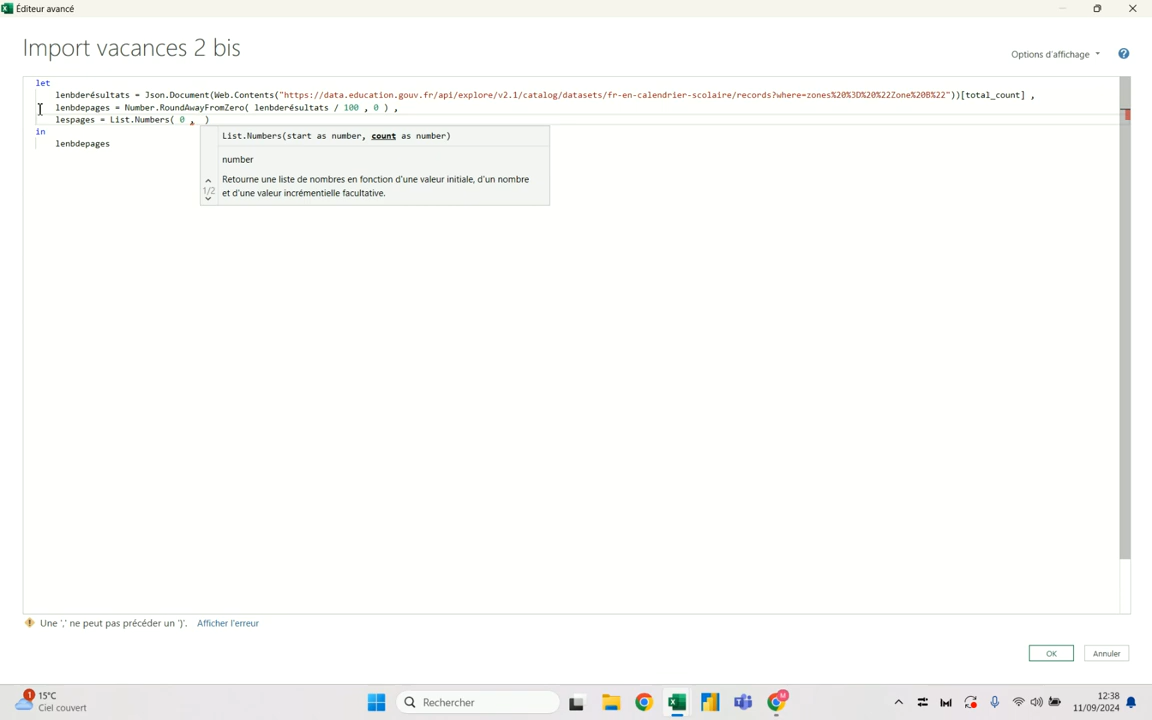 Éditeur avancé
Import vacances 2 bis
Options d'affichage
?
let
lenbderésultats = Json.Document(Web.Contents("https://data.education.gouv.fr/api/explore/v2.1/catalog/datasets/fr-en-calendrier-scolaire/records?where=zones%20%3D%20%22Zone%20B%22"))[total_count] ,
lenbdepages = Number.RoundAwayFromZero( lenbderésultats / 100 , 0 ) ,
lespages = List.Numbers( 0 , )
in
lenbdepages
List.Numbers(start as number, count as number)
number
Retourne une liste de nombres en fonction d'une valeur initiale, d'un nombre
1/2 et d'une valeur incrémentielle facultative.
Une ',' ne peut pas précéder un ')'. Afficher l'erreur
OK Annuler
1 15°C
Ciel couvert
Rechercher
M
12:38
11/09/2024